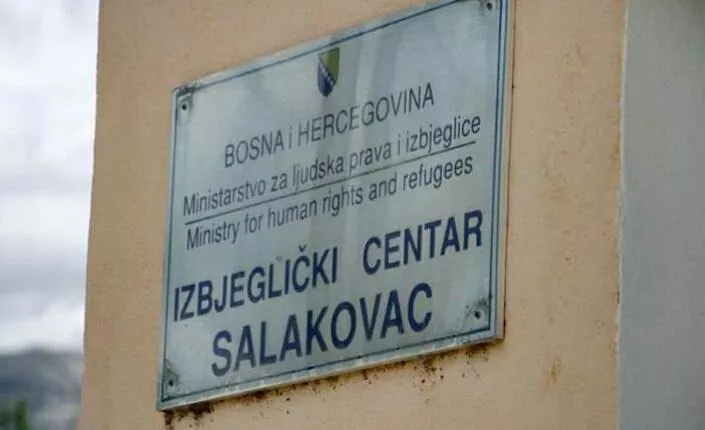 BOSNA i HERCEGOVINA
Ministarstvo za ljudska prava i izbjeglice
Ministry for human rights and refugees
IZBJEGLIČKI CENTAR
SALAKOVAC